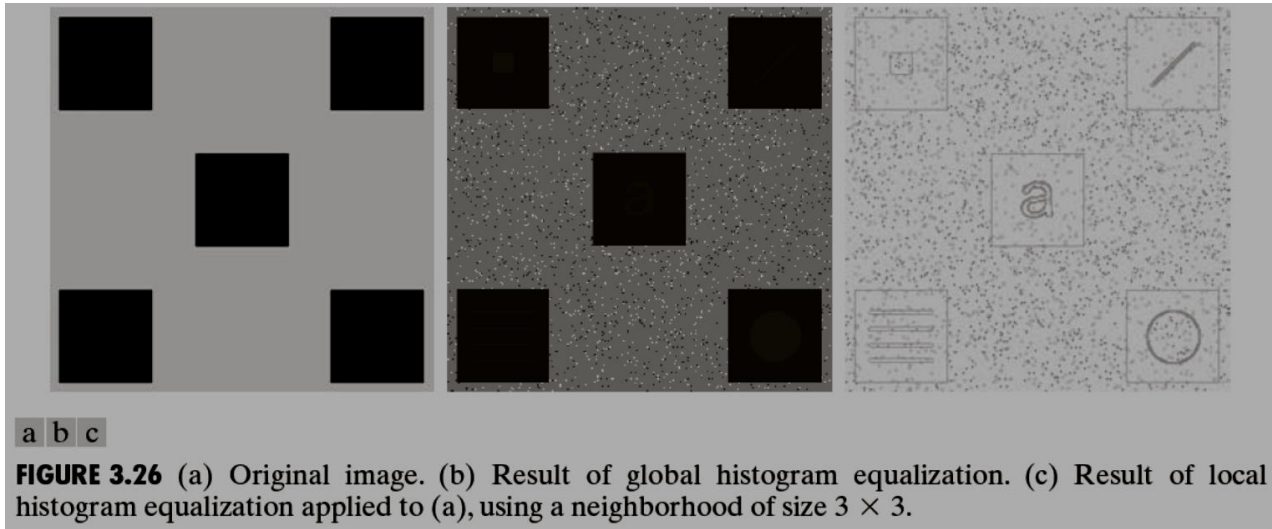 a
a
a b c
FIGURE 3.26 (a) Original image. (b) Result of global histogram equalization. (c) Result of local
histogram equalization applied to (a), using a neighborhood of size 3 × 3.